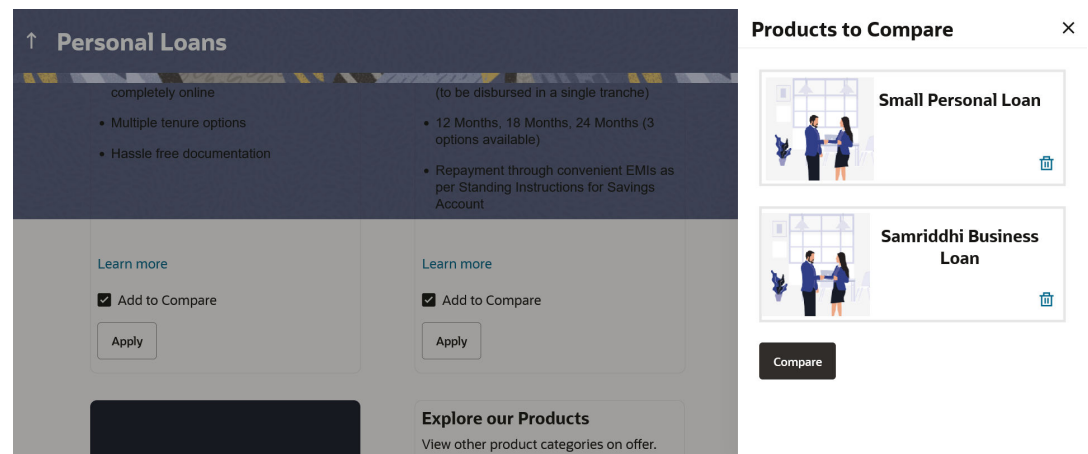 ↑ Personal Loans
completely online
• Multiple tenure options
• Hassle free documentation
Learn more
Add to Compare
Apply
(to be disbursed in a single tranche)
• 12 Months, 18 Months, 24 Months (3
options available)
• Repayment through convenient EMIs as
per Standing Instructions for Savings
Account
Learn more
Add to Compare
Apply
Explore our Products
View other product categories on offer.
Products to Compare
Small Personal Loan
Samriddhi Business
Loan
Compare